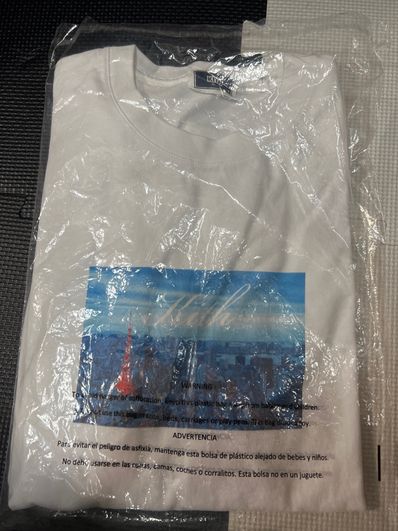 Kith
WARNING
To avoid danger of suffocation, keep this plastic bag away from babies and children.
Do not use this bag in cribs, beds, carriages or play pens. This bag is not a toy.
ADVERTENCIA
Para evitar el peligro de asfixia, mantenga esta bolsa de plástico alejado de bebes y niños.
No debe usarse en las cunas, camas, coches o corralitos. Esta bolsa no en un juguete.